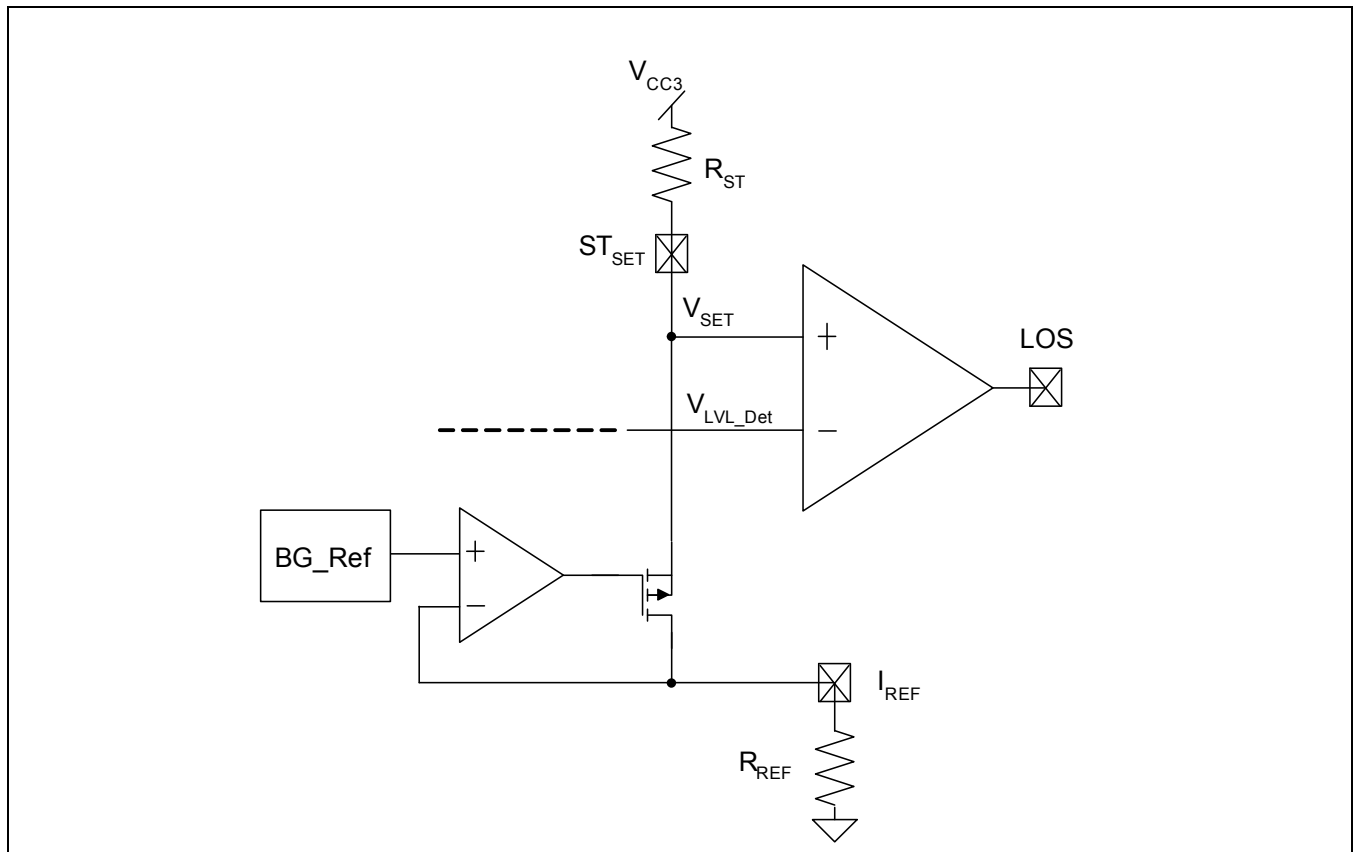 VCC3
RST
STSET
VSET
LOS
VLVL_Det
BG_Ref
IREF
RREF